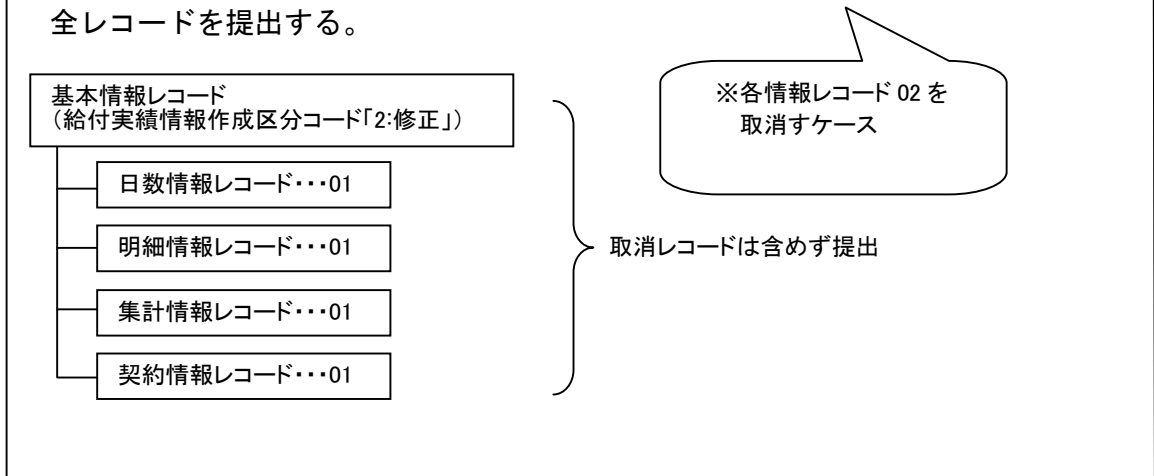 全レコードを提出する。
※各情報レコード 02 を
取消すケース
基本情報レコード
（給付実績情報作成区分コード「2:修正」）
日数情報レコード・・・01
明細情報レコード・・・01
取消レコードは含めず提出
集計情報レコード・・・01
契約情報レコード・・・01